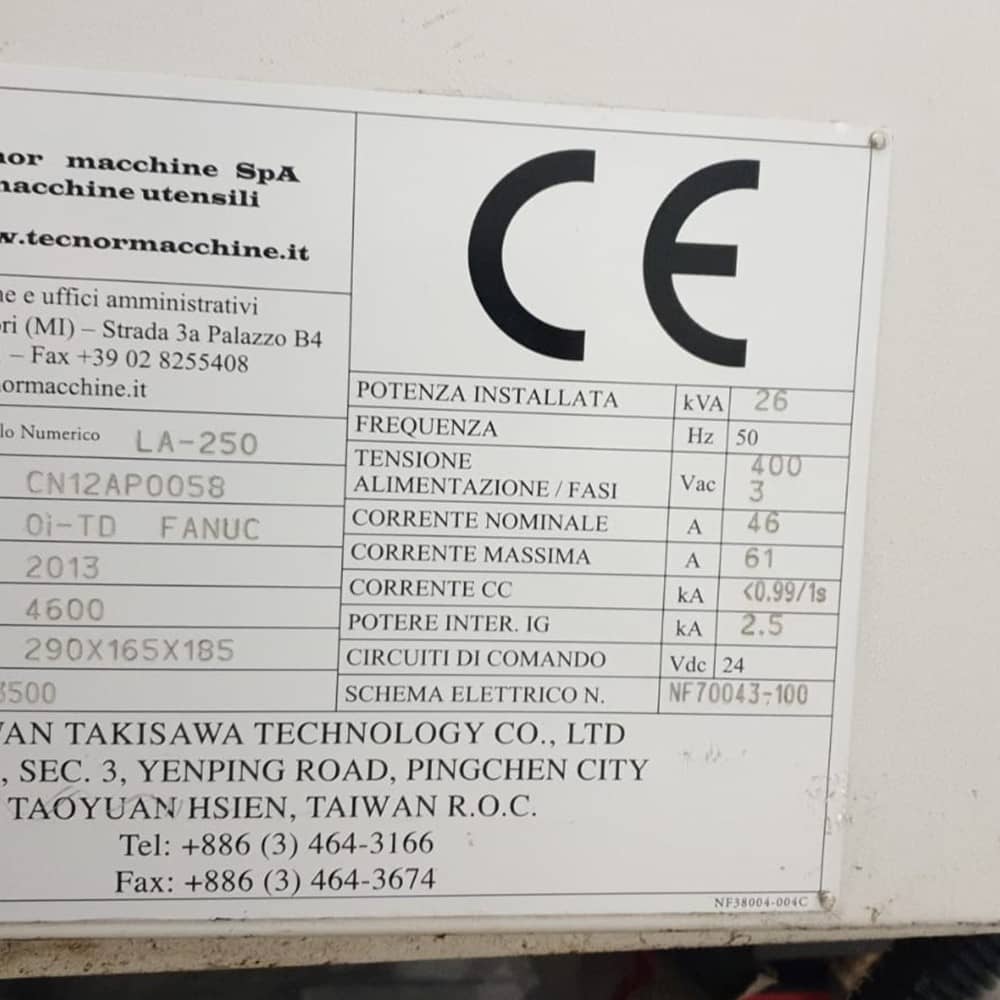 nor macchine SpA
macchine utensili
w.tecnormacchine.it
ne e uffici amministrativi
ri (MI) – Strada 3a Palazzo B4
– Fax +39 02 8255408
normacchine.it
lo Numerico LA-250
CN12AP0058
0i-TD FANUC
2013
4600
290X165X185
3500
CE
POTENZA INSTALLATA kVA 26
FREQUENZA Hz 50
TENSIONE
ALIMENTAZIONE / FASI Vac 400
3
CORRENTE NOMINALE A 46
CORRENTE MASSIMA A 61
CORRENTE CC kA <0.99/1s
POTERE INTER. IG kA 2.5
CIRCUITI DI COMANDO Vdc 24
SCHEMA ELETTRICO N. NF70043-100
WAN TAKISAWA TECHNOLOGY CO., LTD
, SEC. 3, YENPING ROAD, PINGCHEN CITY
TAOYUAN HSIEN, TAIWAN R.O.C.
Tel: +886 (3) 464-3166
Fax: +886 (3) 464-3674
NF38004-004C